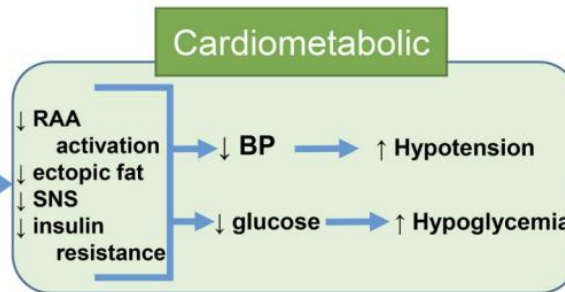 Cardiometabolic
↓ RAA
activation
↓ ectopic fat
↓ SNS
↓ insulin
resistance
↓ BP
↑ Hypotension
↓ glucose
↑ Hypoglycemia